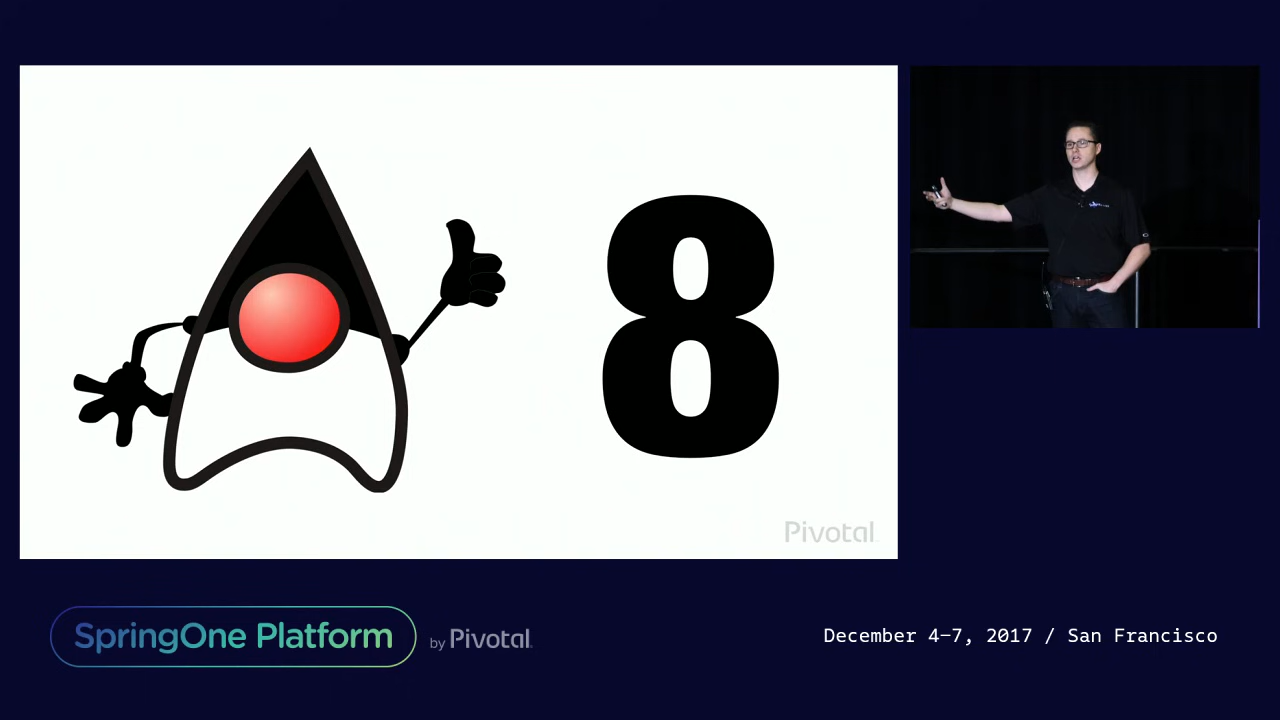 8
Pivotal
SpringOne Platform by Pivotal.
December 4–7, 2017 / San Francisco